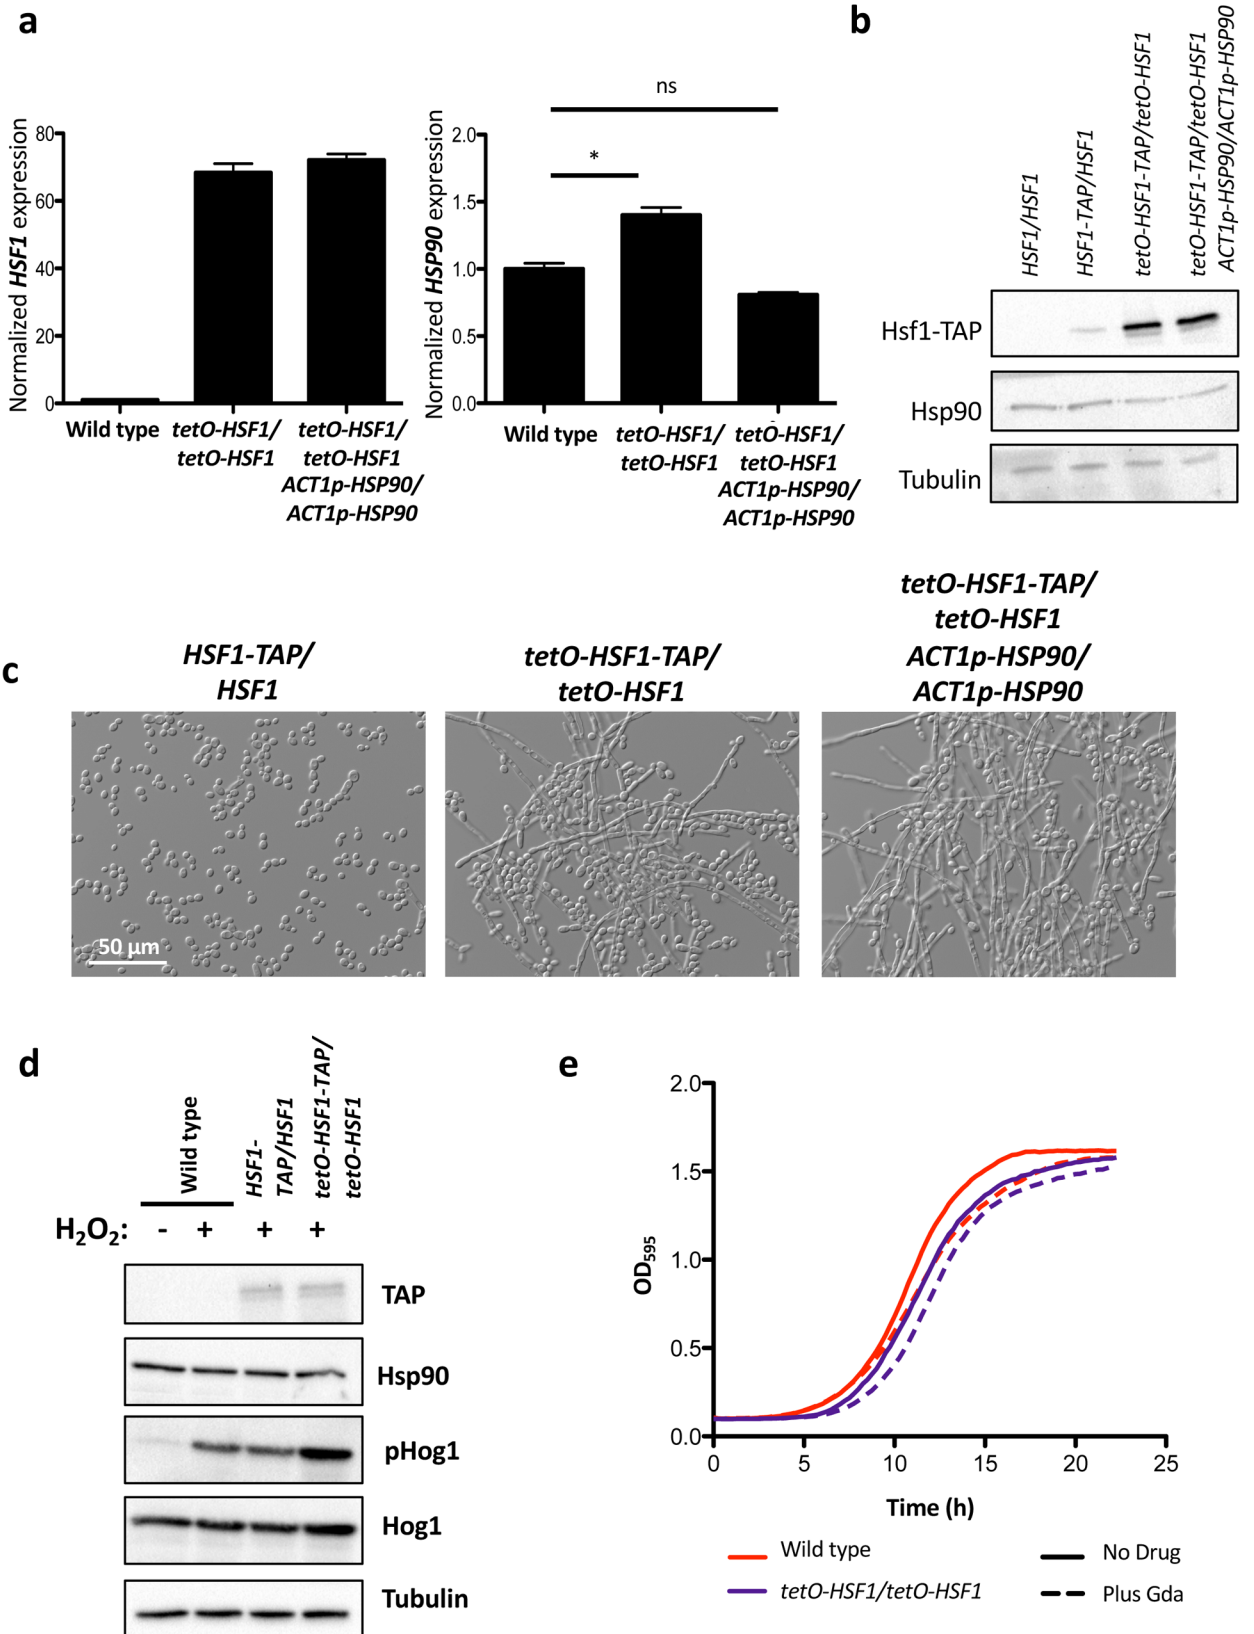 a
Normalized HSF1 expression
80
60
40
20
0
Wild type
tetO-HSF1/
tetO-HSF1
tetO-HSF1/
tetO-HSF1
ACT1p-HSP90/
ACT1p-HSP90
Normalized HSP90 expression
2.0
1.5
1.0
0.5
0.0
ns
*
Wild type
tetO-HSF1/
tetO-HSF1
tetO-HSF1/
tetO-HSF1
ACT1p-HSP90/
ACT1p-HSP90
b
HSF1/HSF1
HSF1-TAP/HSF1
tetO-HSF1-TAP/tetO-HSF1
tetO-HSF1-TAP/tetO-HSF1
ACT1p-HSP90/ACT1p-HSP90
Hsf1-TAP
Hsp90
Tubulin
c
HSF1-TAP/
HSF1
tetO-HSF1-TAP/
tetO-HSF1
tetO-HSF1-TAP/
tetO-HSF1
ACT1p-HSP90/
ACT1p-HSP90
50 µm
d
Wild type
HSF1-
TAP/HSF1
tetO-HSF1-TAP/
tetO-HSF1
H2O2: - + + +
TAP
Hsp90
pHog1
Hog1
Tubulin
e
OD595
2.0
1.5
1.0
0.5
0.0
0 5 10 15 20 25
Time (h)
Wild type
tetO-HSF1/tetO-HSF1
No Drug
Plus Gda